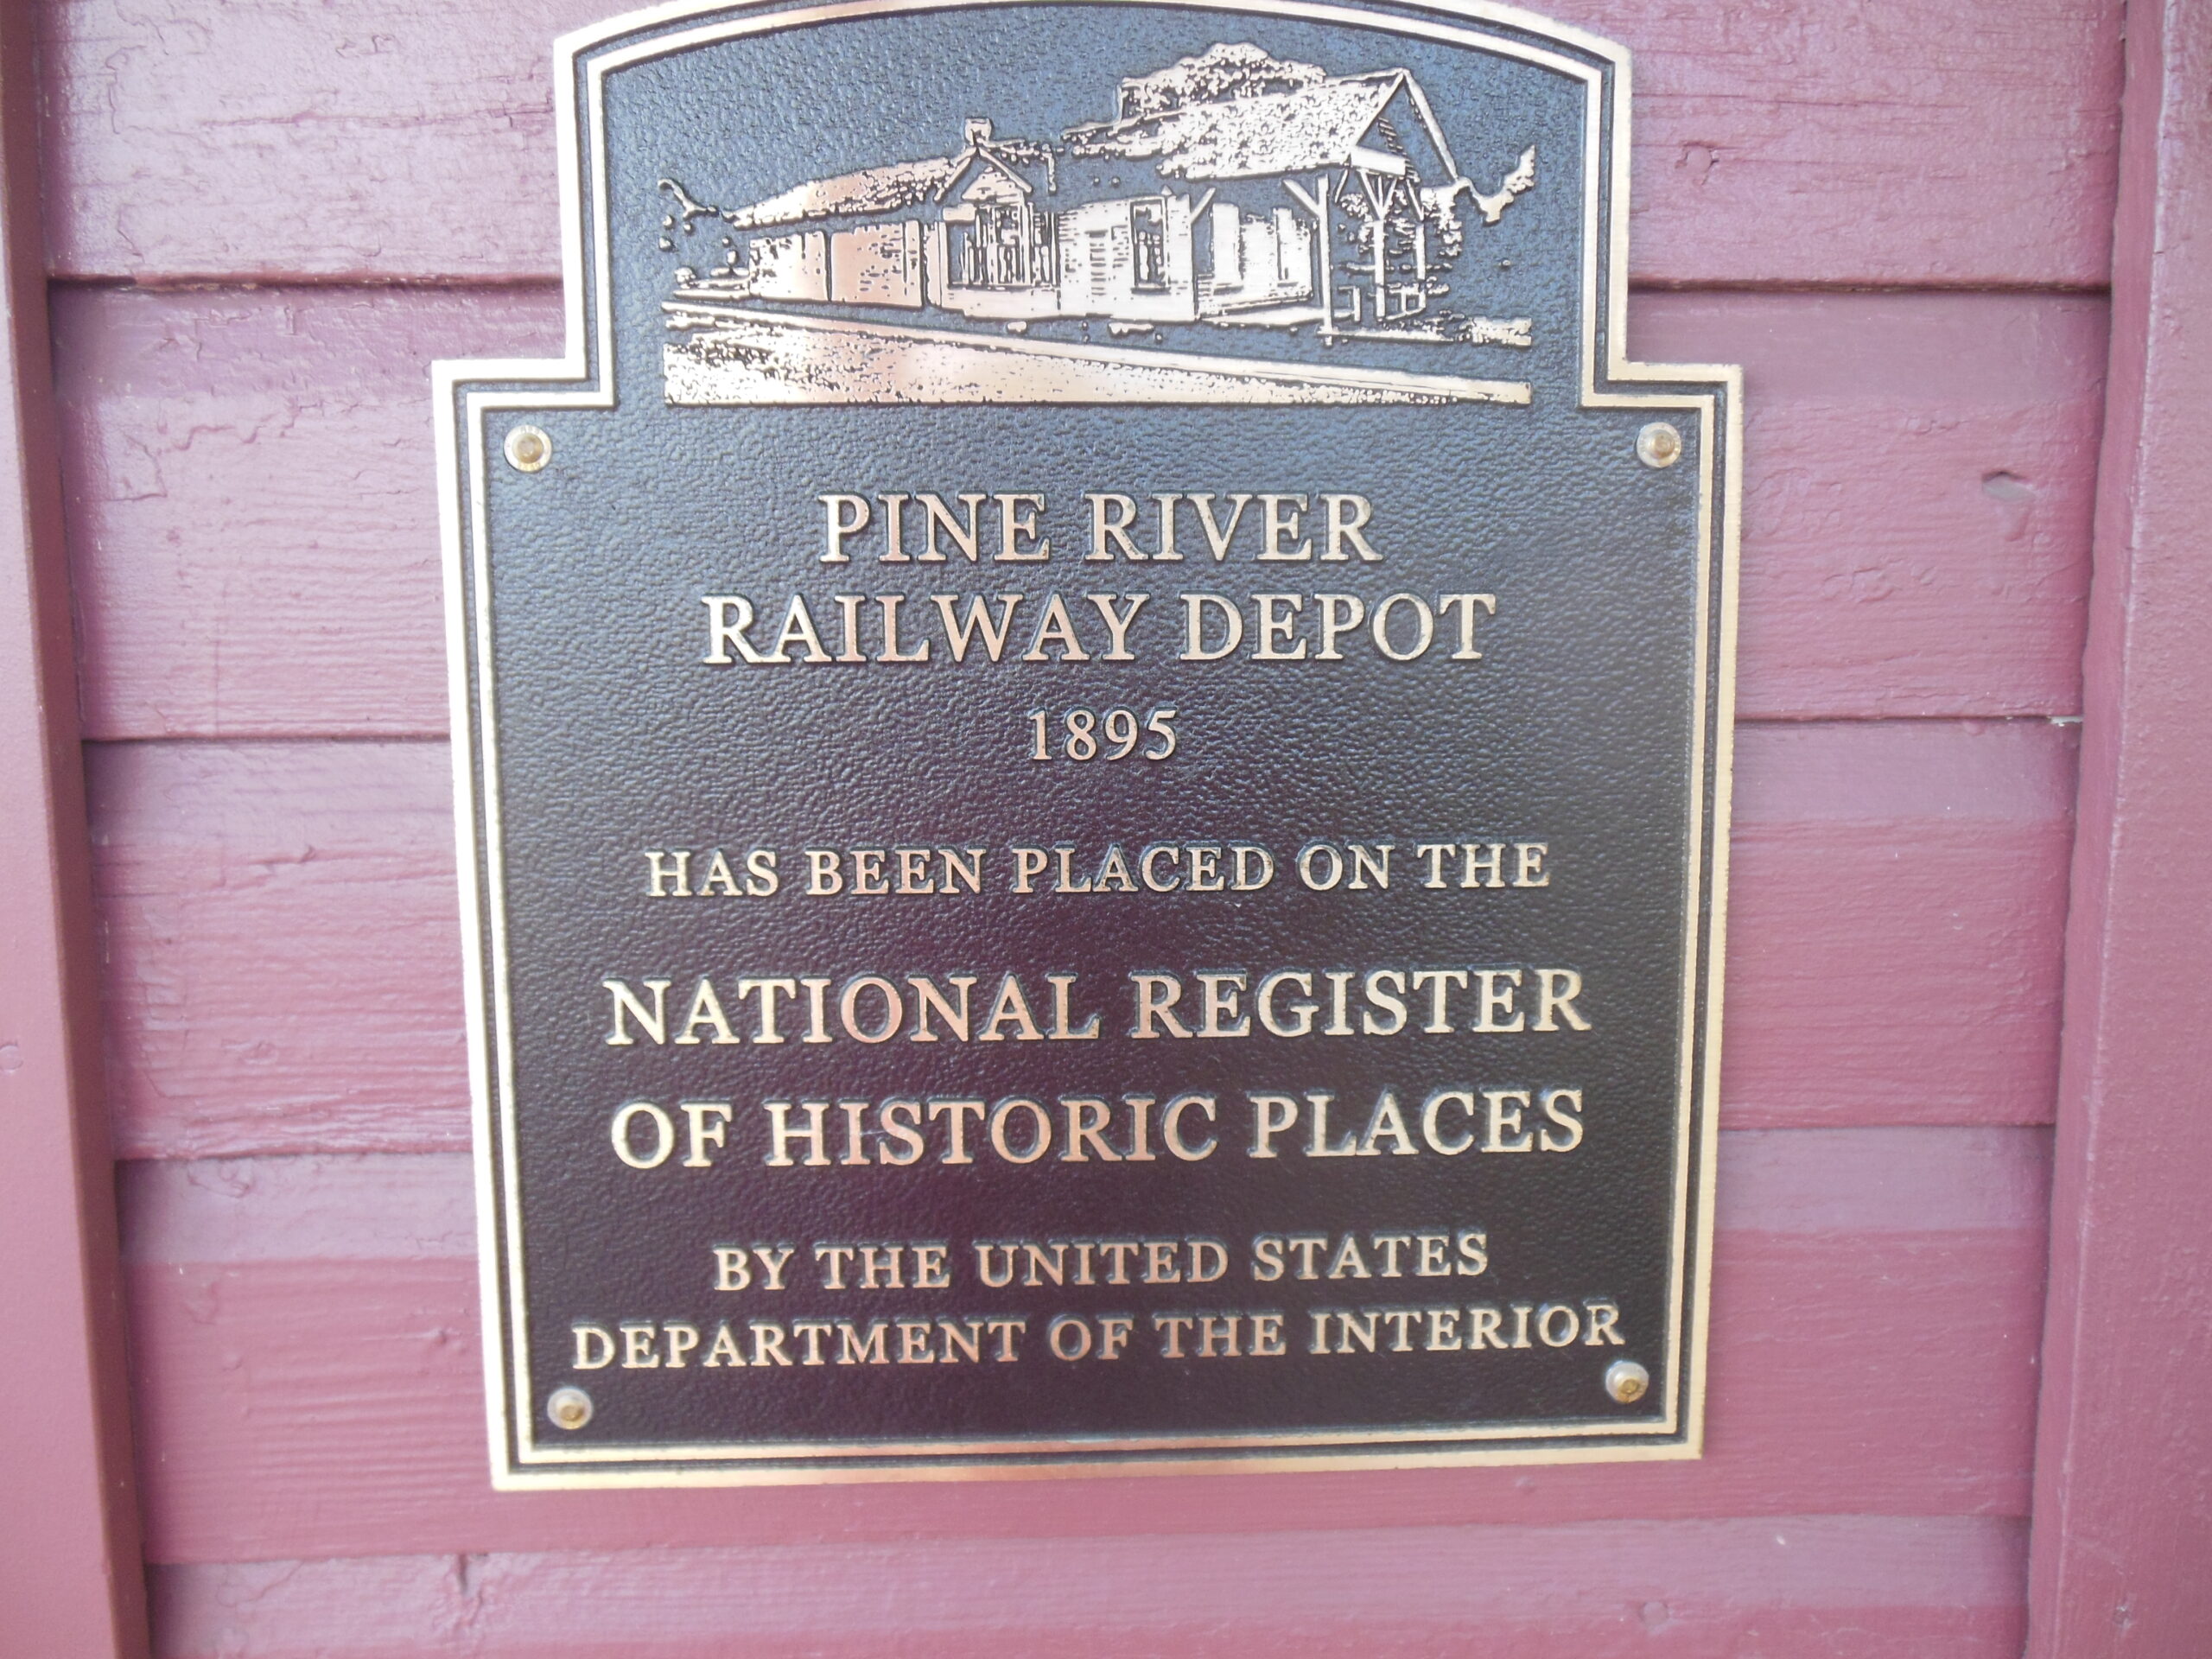 PINE RIVER
RAILWAY DEPOT
1895
HAS BEEN PLACED ON THE
NATIONAL REGISTER
OF HISTORIC PLACES
BY THE UNITED STATES
DEPARTMENT OF THE INTERIOR